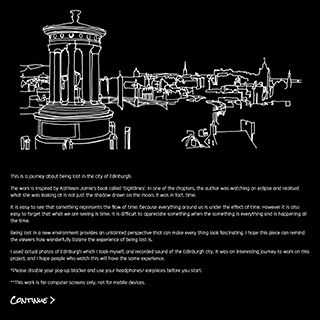 This is a journey about being lost in the city of Edinburgh.
The work is inspired by Kathleen Jamie's book called 'Sightlines'. In one of the chapters, the author was watching an eclipse and realised
what she was looking at is not just the shadow drawn on the moon, it was in fact, time.
It is easy to see that something represents the flow of time, because everything around us is under the effect of time. However it is also
easy to forget that what we are seeing is time. It is difficult to appreciate something when the something is everything and is happening all
the time.
Being lost in a new environment provides an untainted perspective that can make every thing look fascinating. I hope this piece can remind
the viewers how wonderfully bizarre the experience of being lost is.
I used actual photos of Edinburgh which I took myself, and recorded sound of the Edinburgh city. It was an interesting journey to work on this
project, and I hope people who watch this will have the same experience.
*Please disable your pop-up blocker and use your headphones/ earpieces before you start.
**This work is for computer screens only, not for mobile devices.
Continue >